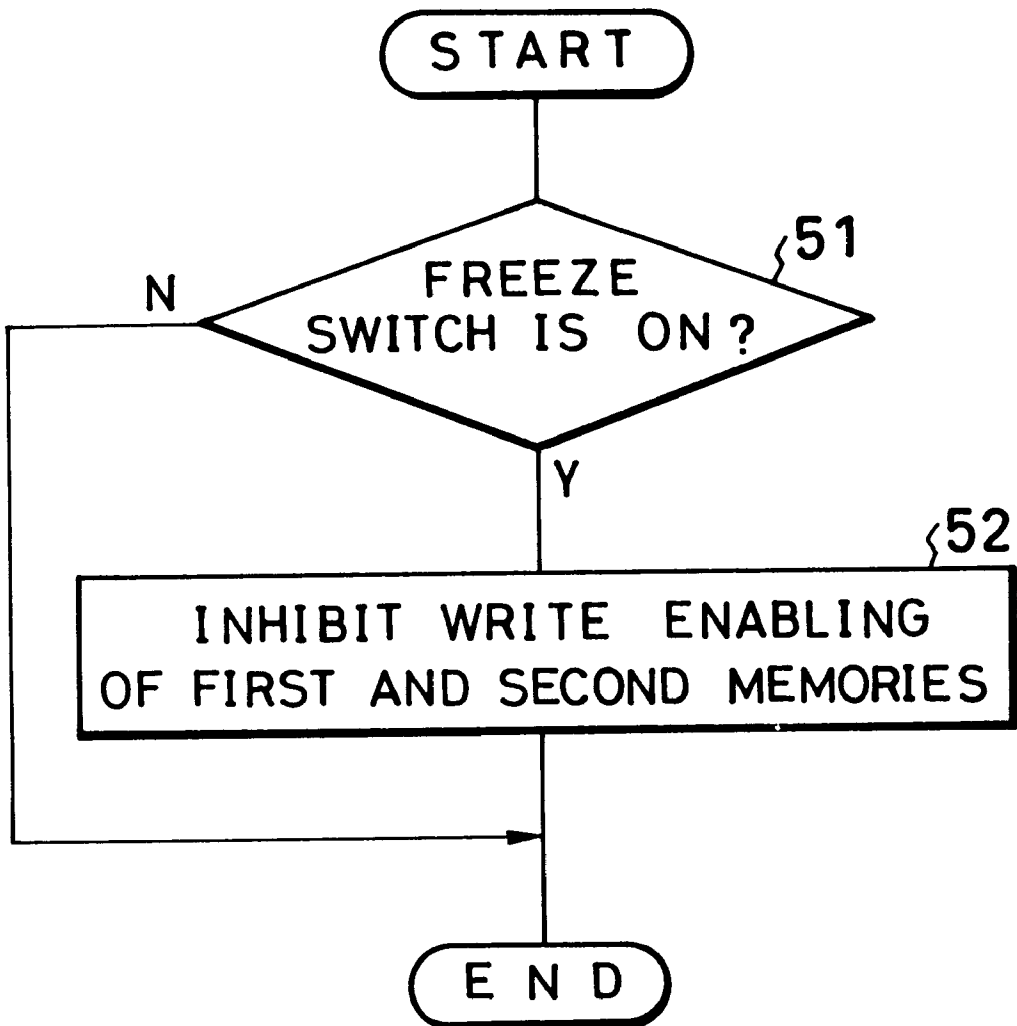 START
51
FREEZE
N
SWITCH IS ON?
Y
52
INHIBIT WRITE ENABLING
OF FIRST AND SECOND MEMORIES
END